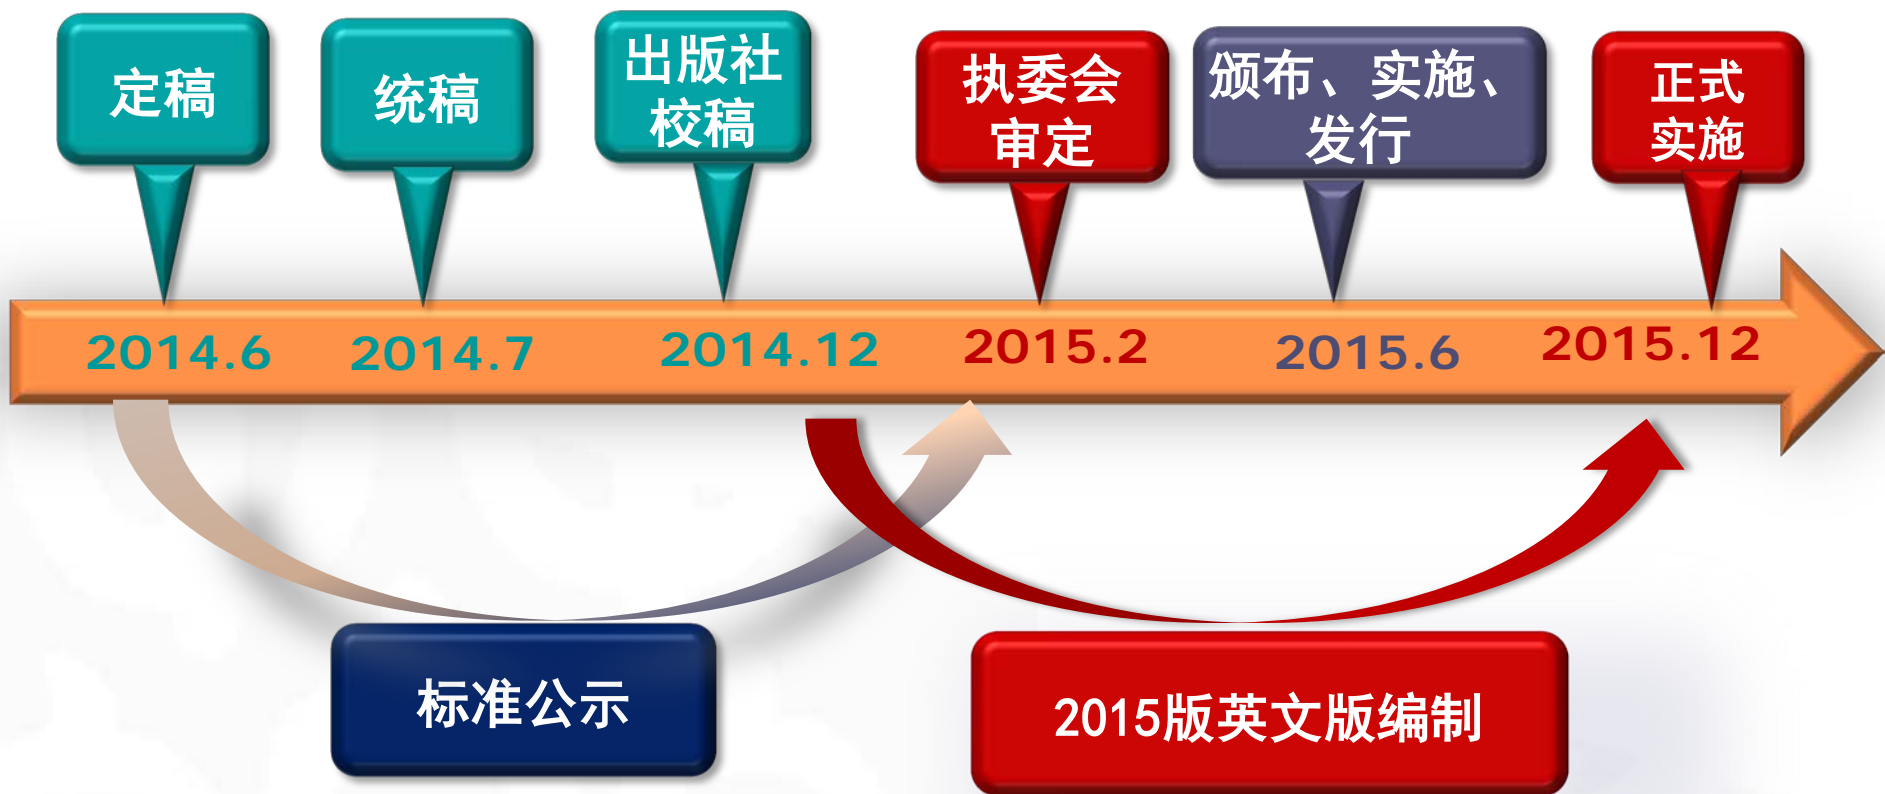 定稿
统稿
出版社
校稿
执委会
审定
颁布、实施、
发行
正式
实施
2014.6
2014.7
2014.12
2015.2
2015.6
2015.12
标准公示
2015版英文版编制